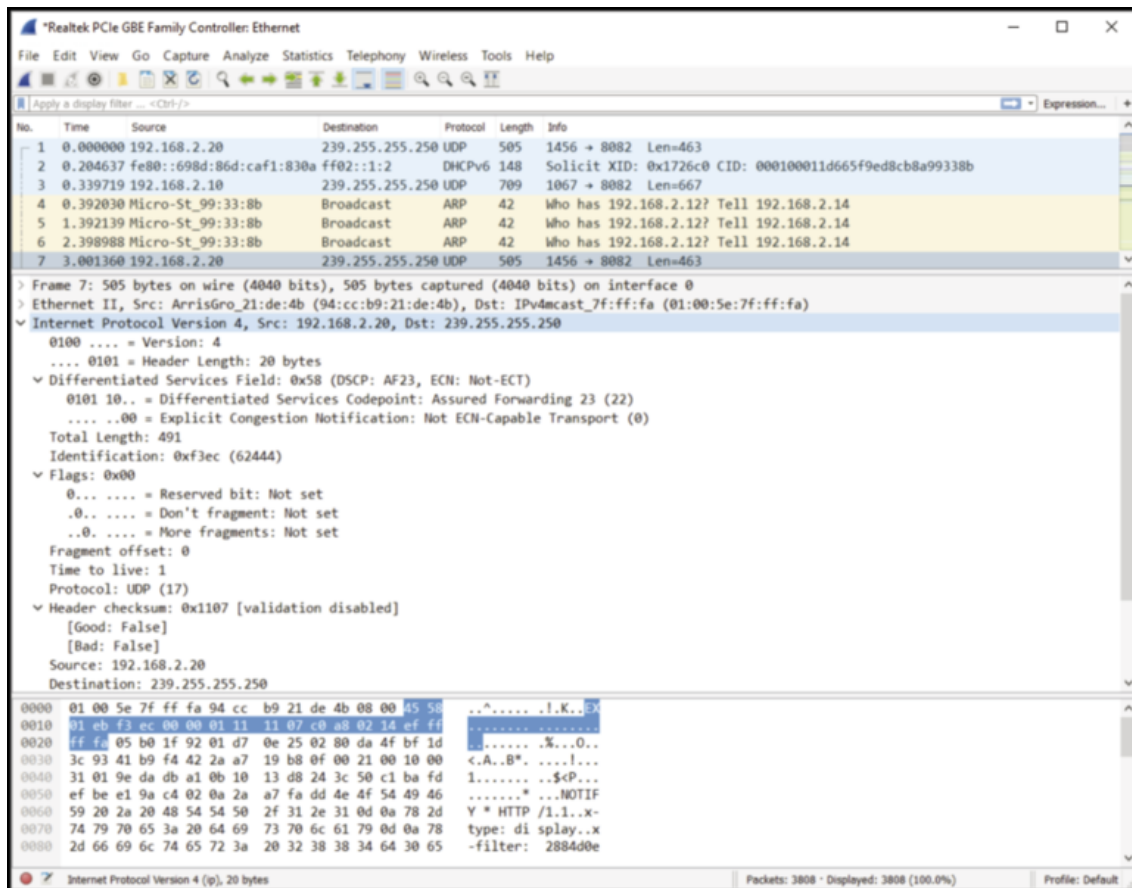 *Realtek PCIe GBE Family Controller: Ethernet
File Edit View Go Capture Analyze Statistics Telephony Wireless Tools Help
Apply a display filter ... <Ctrl-/> Expression... +
No. Time Source Destination Protocol Length Info
1 0.000000 192.168.2.20 239.255.255.250 UDP 505 1456 → 8082 Len=463
2 0.204637 fe80::698d:86d:caf1:830a ff02::1:2 DHCPv6 148 Solicit XID: 0x1726c0 CID: 000100011d665f9ed8cb8a99338b
3 0.339719 192.168.2.10 239.255.255.250 UDP 709 1067 → 8082 Len=667
4 0.392030 Micro-St_99:33:8b Broadcast ARP 42 Who has 192.168.2.12? Tell 192.168.2.14
5 1.392139 Micro-St_99:33:8b Broadcast ARP 42 Who has 192.168.2.12? Tell 192.168.2.14
6 2.398988 Micro-St_99:33:8b Broadcast ARP 42 Who has 192.168.2.12? Tell 192.168.2.14
7 3.001360 192.168.2.20 239.255.255.250 UDP 505 1456 → 8082 Len=463
Frame 7: 505 bytes on wire (4040 bits), 505 bytes captured (4040 bits) on interface 0
Ethernet II, Src: ArrisGro_21:de:4b (94:cc:b9:21:de:4b), Dst: IPv4mcast_7f:ff:fa (01:00:5e:7f:ff:fa)
Internet Protocol Version 4, Src: 192.168.2.20, Dst: 239.255.255.250
0100 .... = Version: 4
.... 0101 = Header Length: 20 bytes
Differentiated Services Field: 0x58 (DSCP: AF23, ECN: Not-ECT)
0101 10.. = Differentiated Services Codepoint: Assured Forwarding 23 (22)
.... ..00 = Explicit Congestion Notification: Not ECN-Capable Transport (0)
Total Length: 491
Identification: 0xf3ec (62444)
Flags: 0x00
0... .... = Reserved bit: Not set
.0.. .... = Don't fragment: Not set
..0. .... = More fragments: Not set
Fragment offset: 0
Time to live: 1
Protocol: UDP (17)
Header checksum: 0x1107 [validation disabled]
[Good: False]
[Bad: False]
Source: 192.168.2.20
Destination: 239.255.255.250
0000 01 00 5e 7f ff fa 94 cc b9 21 de 4b 08 00 45 58 ..^..... .!.K..EX
0010 01 eb f3 ec 00 00 01 11 11 07 c0 a8 02 14 ef ff ........ ........
0020 ff fa 05 b0 1f 92 01 d7 0e 25 02 80 da 4f bf 1d ........ .%...O..
0030 3c 93 41 b9 f4 42 2a a7 19 b8 0f 00 21 00 10 00 <.A..B*. ....!...
0040 31 01 9e da db a1 0b 10 13 d8 24 3c 50 c1 ba fd 1....... ..$<P...
0050 ef be e1 9a c4 02 0a 2a a7 fa dd 4e 4f 54 49 46 .......* ...NOTIF
0060 59 20 2a 20 48 54 54 50 2f 31 2e 31 0d 0a 78 2d Y * HTTP /1.1..x-
0070 74 79 70 65 3a 20 64 69 73 70 6c 61 79 0d 0a 78 type: di splay..x
0080 2d 66 69 6c 74 65 72 3a 20 32 38 38 34 64 30 65 -filter: 2884d0e
Internet Protocol Version 4 (ip), 20 bytes Packets: 3808 · Displayed: 3808 (100.0%) Profile: Default